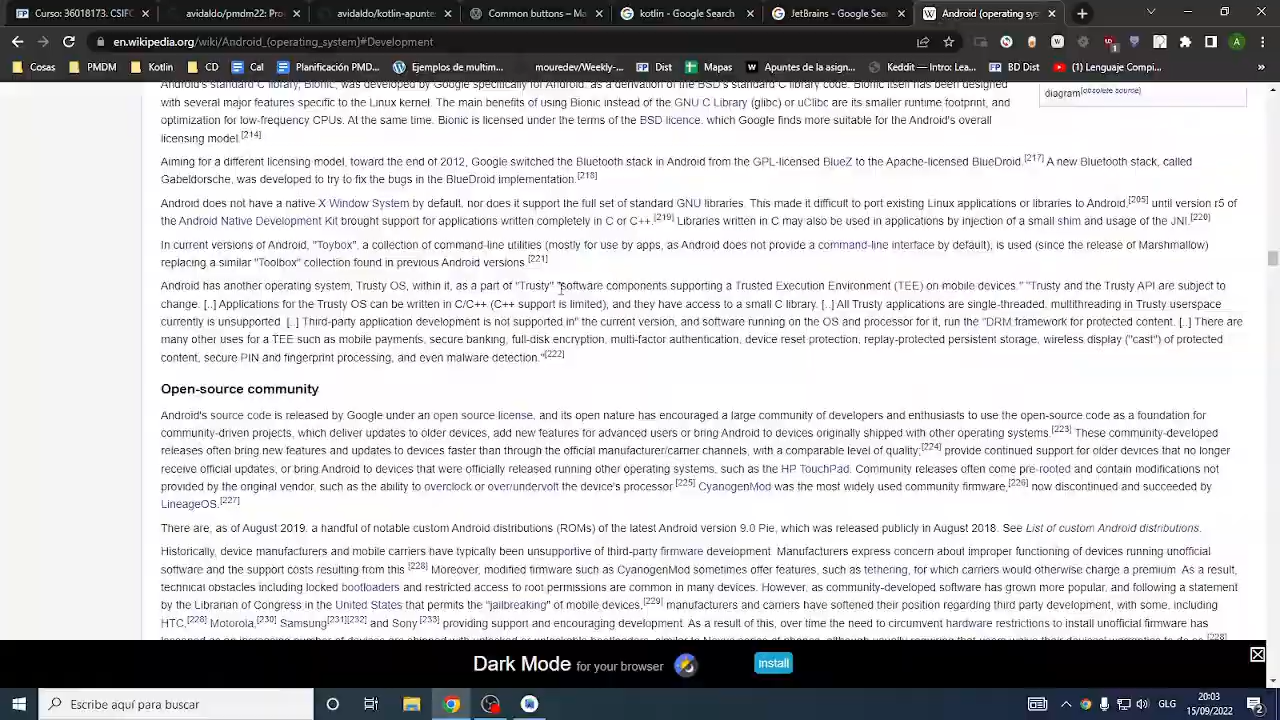 Curso: 36018173. CSIFC
avidaldo/pmdm22: Pro
avidaldo/kotlin-apunte
Common buttons – Ma
kotlin - Google Search
JetBrains - Google Sear
Android (operating sys
en.wikipedia.org/wiki/Android_(operating_system)#Development
Cosas
PMDM
Kotlin
CD
Cal
Planificación PMD...
Ejemplos de multim...
mouredev/Weekly-...
Dist
Mapas
Apuntes de la asign...
Keddit — Intro: Lea...
BD Dist
(1) Lenguaje Compi...
»
Android's standard C library, Bionic, was developed by Google specifically for Android, as a derivation of the BSD's standard C library code. Bionic itself has been designed
with several major features specific to the Linux kernel. The main benefits of using Bionic instead of the GNU C Library (glibc) or uClibc are its smaller runtime footprint, and
optimization for low-frequency CPUs. At the same time, Bionic is licensed under the terms of the BSD licence, which Google finds more suitable for the Android's overall
licensing model.[214]
diagram[obsolete source]
Aiming for a different licensing model, toward the end of 2012, Google switched the Bluetooth stack in Android from the GPL-licensed BlueZ to the Apache-licensed BlueDroid.[217] A new Bluetooth stack, called
Gabeldorsche, was developed to try to fix the bugs in the BlueDroid implementation.[218]
Android does not have a native X Window System by default, nor does it support the full set of standard GNU libraries. This made it difficult to port existing Linux applications or libraries to Android,[205] until version r5 of
the Android Native Development Kit brought support for applications written completely in C or C++.[219] Libraries written in C may also be used in applications by injection of a small shim and usage of the JNI.[220]
In current versions of Android, "Toybox", a collection of command-line utilities (mostly for use by apps, as Android does not provide a command-line interface by default), is used (since the release of Marshmallow)
replacing a similar "Toolbox" collection found in previous Android versions.[221]
Android has another operating system, Trusty OS, within it, as a part of "Trusty" "software components supporting a Trusted Execution Environment (TEE) on mobile devices." "Trusty and the Trusty API are subject to
change. [..] Applications for the Trusty OS can be written in C/C++ (C++ support is limited), and they have access to a small C library. [..] All Trusty applications are single-threaded; multithreading in Trusty userspace
currently is unsupported. [..] Third-party application development is not supported in" the current version, and software running on the OS and processor for it, run the "DRM framework for protected content. [..] There are
many other uses for a TEE such as mobile payments, secure banking, full-disk encryption, multi-factor authentication, device reset protection, replay-protected persistent storage, wireless display ("cast") of protected
content, secure PIN and fingerprint processing, and even malware detection."[222]
Open-source community
Android's source code is released by Google under an open source license, and its open nature has encouraged a large community of developers and enthusiasts to use the open-source code as a foundation for
community-driven projects, which deliver updates to older devices, add new features for advanced users or bring Android to devices originally shipped with other operating systems.[223] These community-developed
releases often bring new features and updates to devices faster than through the official manufacturer/carrier channels, with a comparable level of quality;[224] provide continued support for older devices that no longer
receive official updates; or bring Android to devices that were officially released running other operating systems, such as the HP TouchPad. Community releases often come pre-rooted and contain modifications not
provided by the original vendor, such as the ability to overclock or over/undervolt the device's processor.[225] CyanogenMod was the most widely used community firmware,[226] now discontinued and succeeded by
LineageOS.[227]
There are, as of August 2019, a handful of notable custom Android distributions (ROMs) of the latest Android version 9.0 Pie, which was released publicly in August 2018. See List of custom Android distributions.
Historically, device manufacturers and mobile carriers have typically been unsupportive of third-party firmware development. Manufacturers express concern about improper functioning of devices running unofficial
software and the support costs resulting from this.[228] Moreover, modified firmware such as CyanogenMod sometimes offer features, such as tethering, for which carriers would otherwise charge a premium. As a result,
technical obstacles including locked bootloaders and restricted access to root permissions are common in many devices. However, as community-developed software has grown more popular, and following a statement
by the Librarian of Congress in the United States that permits the "jailbreaking" of mobile devices,[229] manufacturers and carriers have softened their position regarding third party development, with some, including
HTC,[228] Motorola,[230] Samsung[231][232] and Sony,[233] providing support and encouraging development. As a result of this, over time the need to circumvent hardware restrictions to install unofficial firmware has
Dark Mode for your browser
Install
Escribe aquí para buscar
GLG
20:03
15/09/2022
2